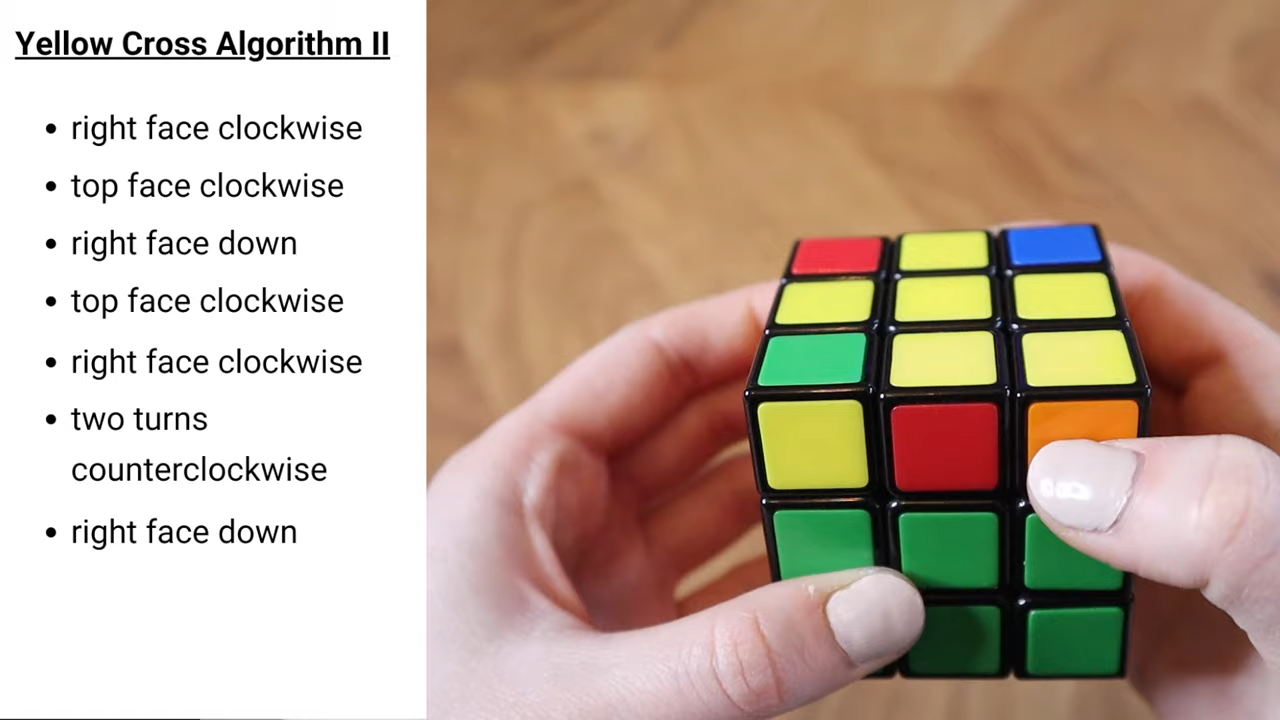 Yellow Cross Algorithm II
• right face clockwise
• top face clockwise
• right face down
• top face clockwise
• right face clockwise
• two turns
counterclockwise
• right face down